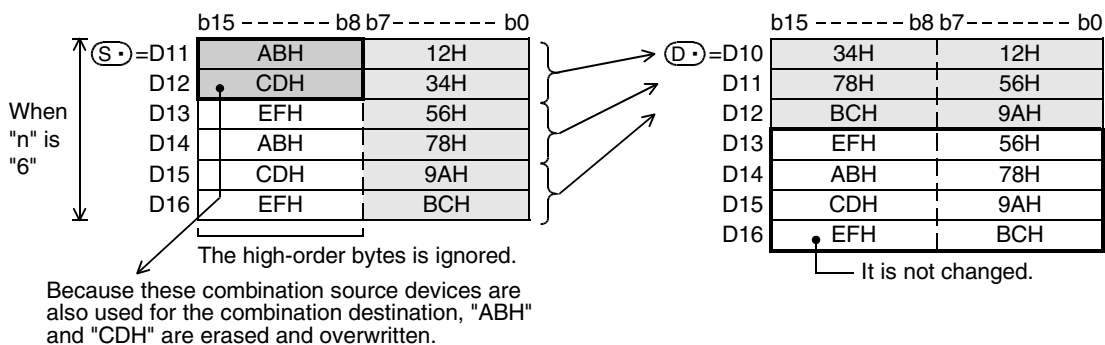 b15 ------ b8 b7------- b0
S・=D11 ABH 12H
D12 CDH 34H
D13 EFH 56H
D14 ABH 78H
D15 CDH 9AH
D16 EFH BCH
When
"n" is
"6"
The high-order bytes is ignored.
Because these combination source devices are
also used for the combination destination, "ABH"
and "CDH" are erased and overwritten.
b15 ------ b8 b7------- b0
D・=D10 34H 12H
D11 78H 56H
D12 BCH 9AH
D13 EFH 56H
D14 ABH 78H
D15 CDH 9AH
D16 EFH BCH
It is not changed.